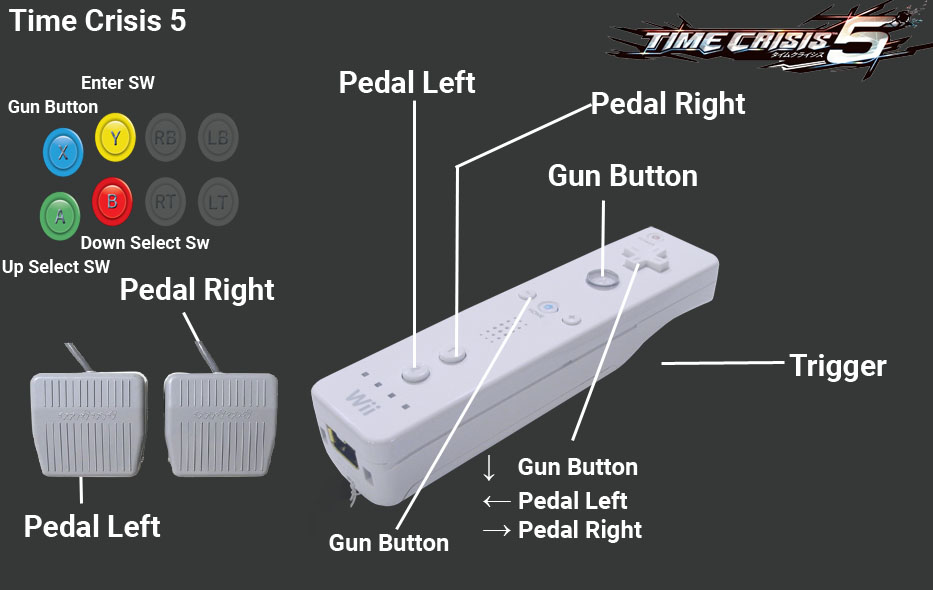 Time Crisis 5
TIME CRISIS 5
タイムクライシス
Enter SW
Gun Button
X
Y
RB
LB
A
B
RT
LT
Down Select Sw
Up Select SW
Pedal Left
Pedal Right
Gun Button
Pedal Right
Wii
Trigger
Pedal Left
Gun Button
↓ Gun Button
← Pedal Left
→ Pedal Right